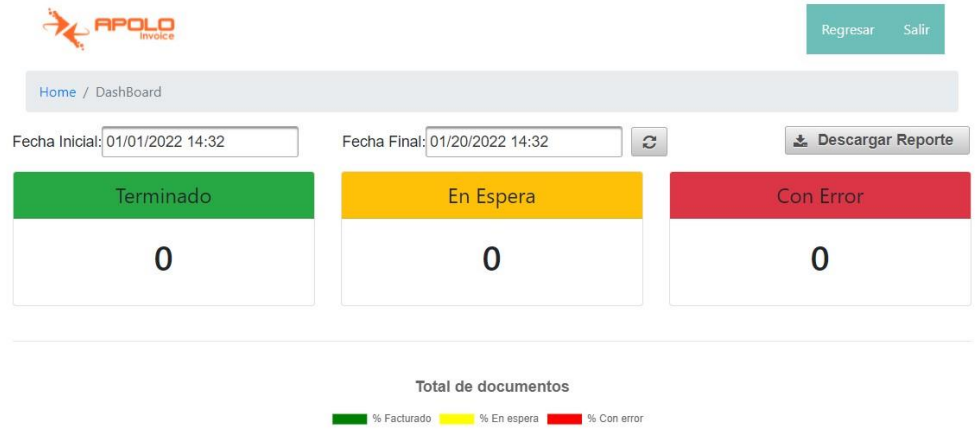 APOLO
Invoice
Regresar Salir
Home / DashBoard
Fecha Inicial: 01/01/2022 14:32 Fecha Final: 01/20/2022 14:32 Descargar Reporte
Terminado En Espera Con Error
0 0 0
Total de documentos
% Facturado % En espera % Con error